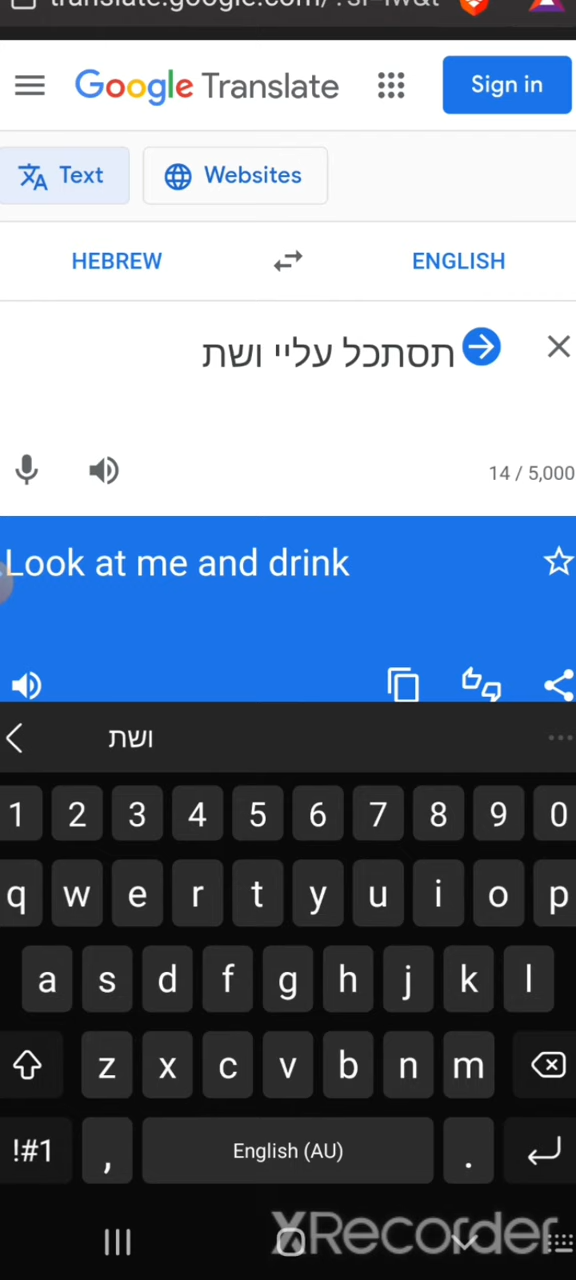 Google Translate
Sign in
Text
Websites
HEBREW
ENGLISH
תסתכל עליי ושת
14 / 5,000
Look at me and drink
ושת
1 2 3 4 5 6 7 8 9 0
q w e r t y u i o p
a s d f g h j k l
z x c v b n m
!#1 , English (AU) .
XRecorder